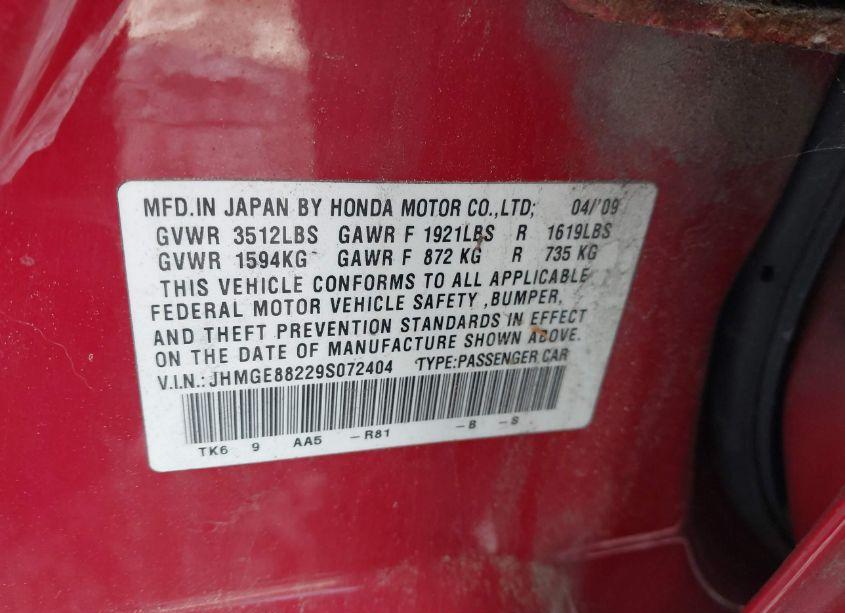 MFD.IN JAPAN BY HONDA MOTOR CO.,LTD; 04/'09
GVWR 3512LBS GAWR F 1921LBS R 1619LBS
GVWR 1594KG GAWR F 872 KG R 735 KG
THIS VEHICLE CONFORMS TO ALL APPLICABLE
FEDERAL MOTOR VEHICLE SAFETY ,BUMPER,
AND THEFT PREVENTION STANDARDS IN EFFECT
ON THE DATE OF MANUFACTURE SHOWN ABOVE.
V.I.N.: JHMGE88229S072404 TYPE:PASSENGER CAR
TK6 9 AA5 -R81 -B -S